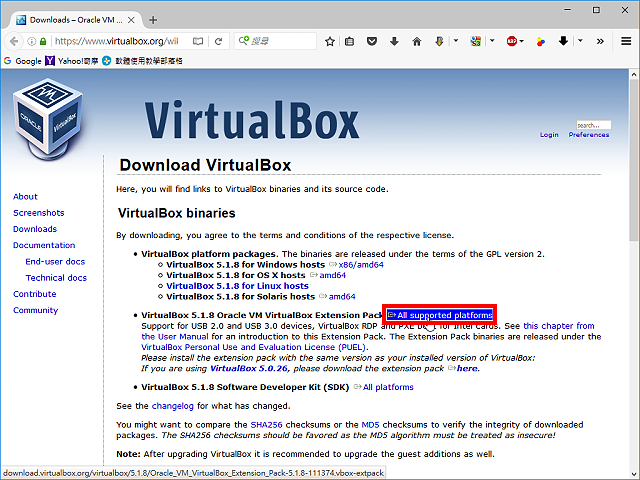 Downloads – Oracle VM ...
https://www.virtualbox.org/wil
搜尋
ABP
Google
Yahoo!奇摩
軟體使用教學部落格
ORACLE
VM
VirtualBox
VirtualBox
search...
Login Preferences
About
Screenshots
Downloads
Documentation
End-user docs
Technical docs
Contribute
Community
Download VirtualBox
Here, you will find links to VirtualBox binaries and its source code.
VirtualBox binaries
By downloading, you agree to the terms and conditions of the respective license.
• VirtualBox platform packages. The binaries are released under the terms of the GPL version 2.
VirtualBox 5.1.8 for Windows hosts x86/amd64
VirtualBox 5.1.8 for OS X hosts amd64
VirtualBox 5.1.8 for Linux hosts
VirtualBox 5.1.8 for Solaris hosts amd64
• VirtualBox 5.1.8 Oracle VM VirtualBox Extension Pack All supported platforms
Support for USB 2.0 and USB 3.0 devices, VirtualBox RDP and PXE boot for Intel cards. See this chapter from
the User Manual for an introduction to this Extension Pack. The Extension Pack binaries are released under the
VirtualBox Personal Use and Evaluation License (PUEL).
Please install the extension pack with the same version as your installed version of VirtualBox:
If you are using VirtualBox 5.0.26, please download the extension pack here.
• VirtualBox 5.1.8 Software Developer Kit (SDK) All platforms
See the changelog for what has changed.
You might want to compare the SHA256 checksums or the MD5 checksums to verify the integrity of downloaded
packages. The SHA256 checksums should be favored as the MD5 algorithm must be treated as insecure!
Note: After upgrading VirtualBox it is recommended to upgrade the guest additions as well.
download.virtualbox.org/virtualbox/5.1.8/Oracle_VM_VirtualBox_Extension_Pack-5.1.8-111374.vbox-extpack